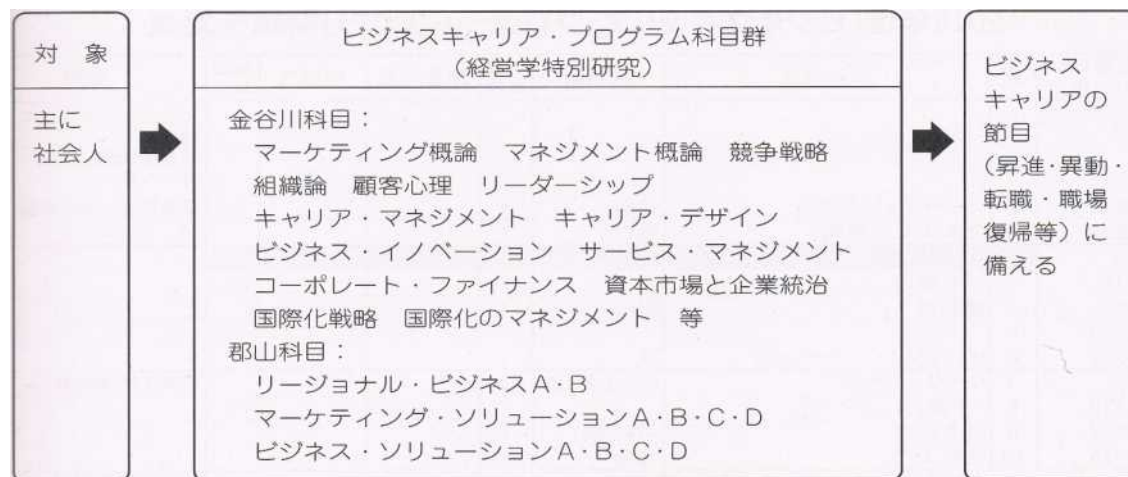 対　象
主に
社会人
ビジネスキャリア・プログラム科目群
（経営学特別研究）
金谷川科目：
マーケティング概論　マネジメント概論　競争戦略
組織論　顧客心理　リーダーシップ
キャリア・マネジメント　キャリア・デザイン
ビジネス・イノベーション　サービス・マネジメント
コーポレート・ファイナンス　資本市場と企業統治
国際化戦略　国際化のマネジメント　等
郡山科目：
リージョナル・ビジネスA・B
マーケティング・ソリューションA・B・C・D
ビジネス・ソリューションA・B・C・D
ビジネス
キャリアの
節目
（昇進・異動・
転職・職場
復帰等）に
備える